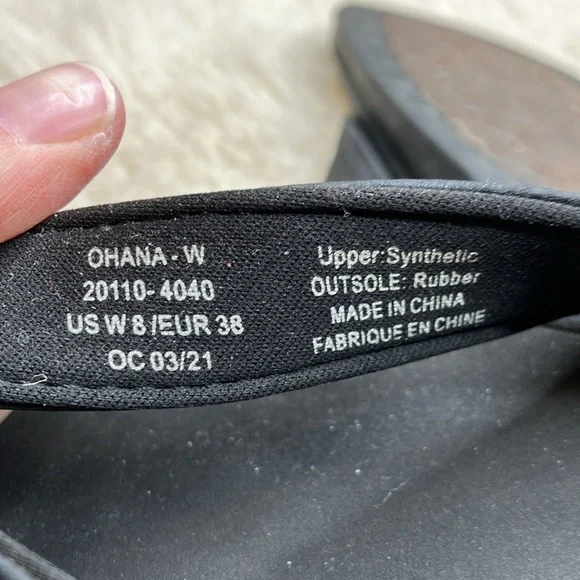 OHANA - W
20110-4040
US W 8 / EUR 38
OC 03/21
Upper: Synthetic
OUTSOLE: Rubber
MADE IN CHINA
FABRIQUE EN CHINE